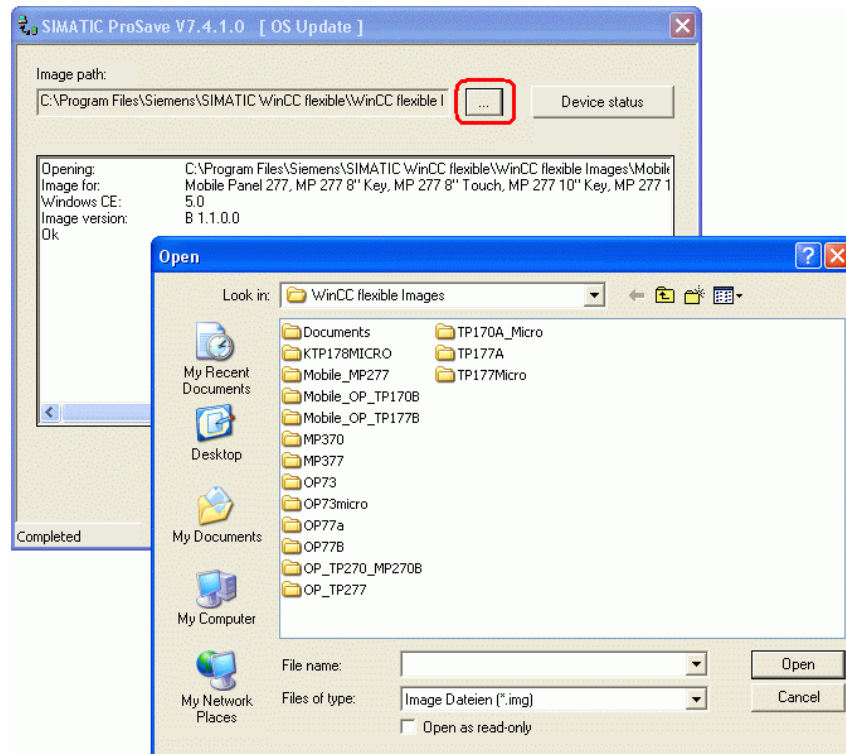 SIMATIC ProSave V7.4.1.0 [ OS Update ]
Image path:
C:\Program Files\Siemens\SIMATIC WinCC flexible\WinCC flexible I
...
Device status
Opening: C:\Program Files\Siemens\SIMATIC WinCC flexible\WinCC flexible Images\Mobile
Image for: Mobile Panel 277, MP 277 8" Key, MP 277 8" Touch, MP 277 10" Key, MP 277 1
Windows CE: 5.0
Image version: B 1.1.0.0
Ok
Completed
Open
Look in: WinCC flexible Images
My Recent Documents
Desktop
My Documents
My Computer
My Network Places
Documents
KTP178MICRO
Mobile_MP277
Mobile_OP_TP170B
Mobile_OP_TP177B
MP370
MP377
OP73
OP73micro
OP77a
OP77B
OP_TP270_MP270B
OP_TP277
TP170A_Micro
TP177A
TP177Micro
File name:
Open
Files of type: Image Dateien (*.img)
Cancel
Open as read-only